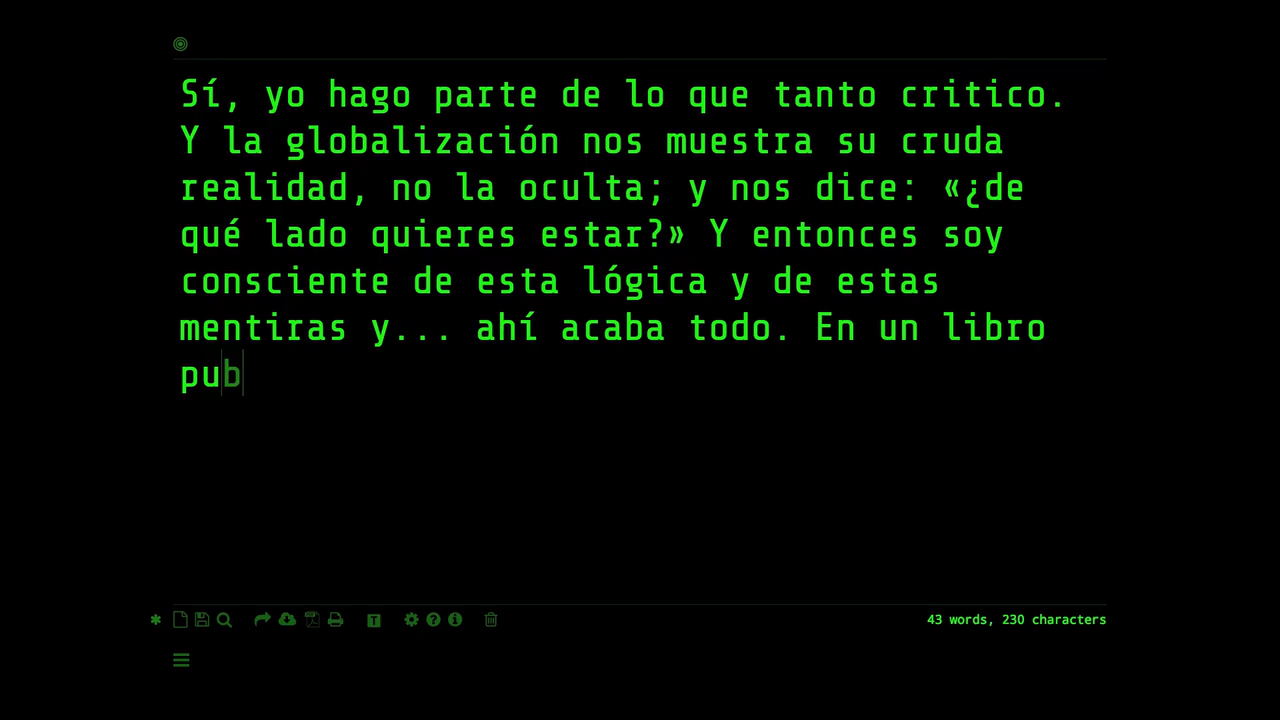 Sí, yo hago parte de lo que tanto critico.
Y la globalización nos muestra su cruda
realidad, no la oculta; y nos dice: «¿de
qué lado quieres estar?» Y entonces soy
consciente de esta lógica y de estas
mentiras y... ahí acaba todo. En un libro
pub
43 words, 230 characters